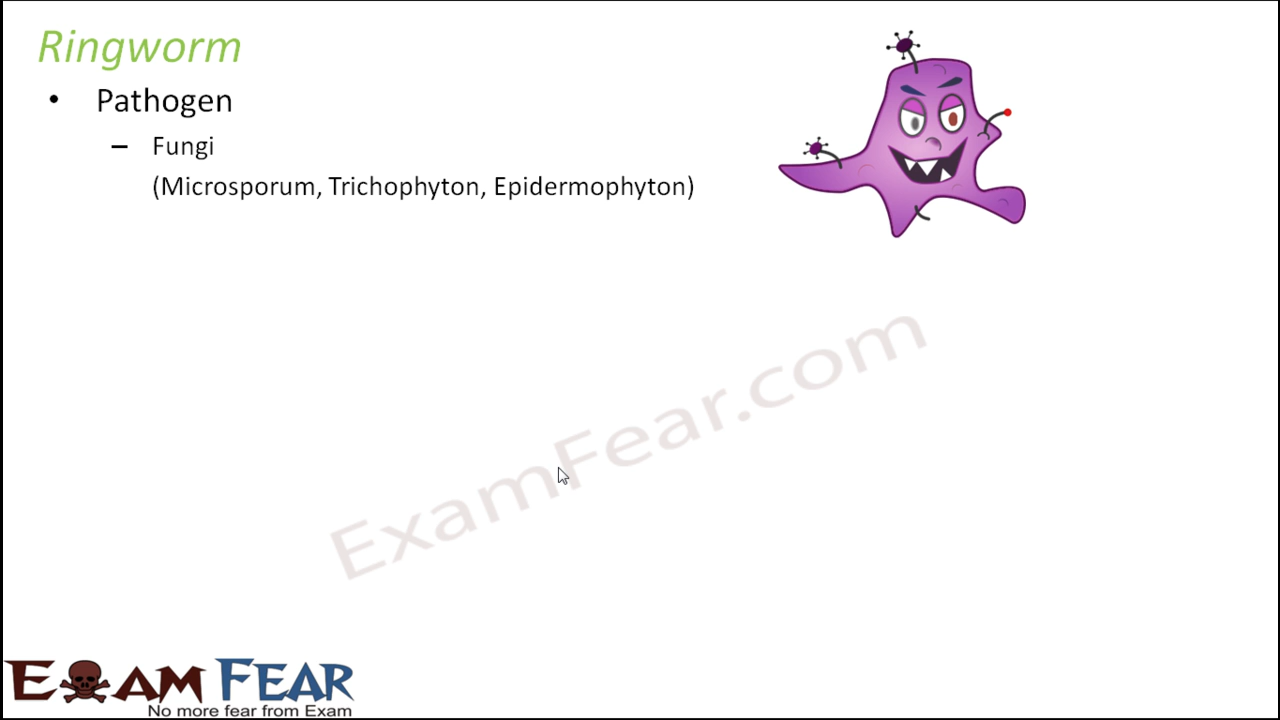 Ringworm
• Pathogen
– Fungi
(Microsporum, Trichophyton, Epidermophyton)
ExamFear.com
EXAM FEAR
No more fear from Exam